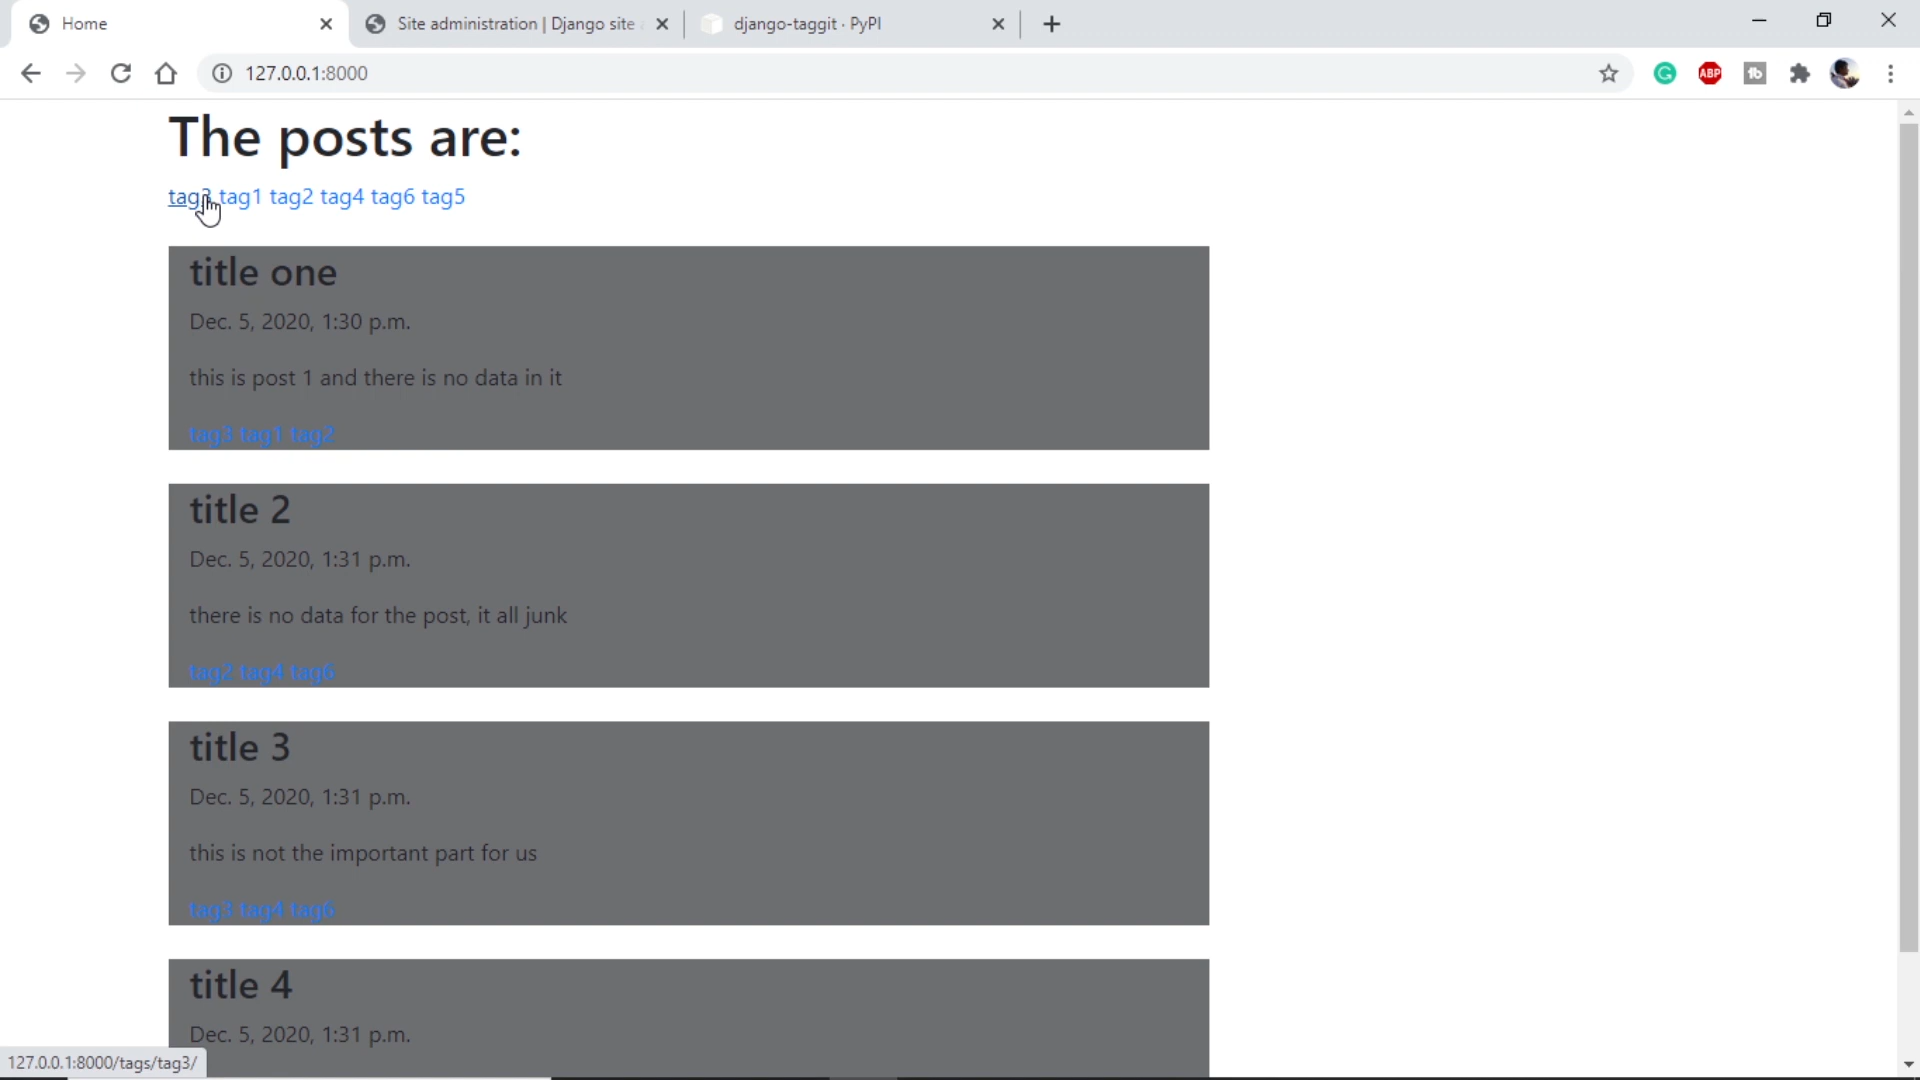 Home
Site administration | Django site
django-taggit · PyPI
127.0.0.1:8000
ABP
The posts are:
tag3 tag1 tag2 tag4 tag6 tag5
title one
Dec. 5, 2020, 1:30 p.m.
this is post 1 and there is no data in it
tag3 tag1 tag2
title 2
Dec. 5, 2020, 1:31 p.m.
there is no data for the post, it all junk
tag2 tag4 tag6
title 3
Dec. 5, 2020, 1:31 p.m.
this is not the important part for us
tag3 tag4 tag6
title 4
Dec. 5, 2020, 1:31 p.m.
127.0.0.1:8000/tags/tag3/